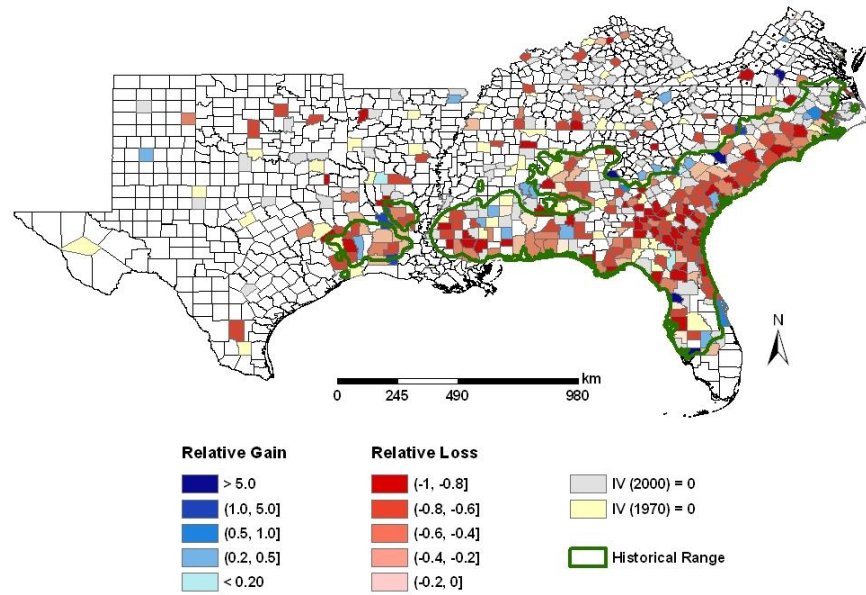 N
km
0 245 490 980
Relative Gain
> 5.0
(1.0, 5.0]
(0.5, 1.0]
(0.2, 0.5]
< 0.20
Relative Loss
(-1, -0.8]
(-0.8, -0.6]
(-0.6, -0.4]
(-0.4, -0.2]
(-0.2, 0]
IV (2000) = 0
IV (1970) = 0
Historical Range